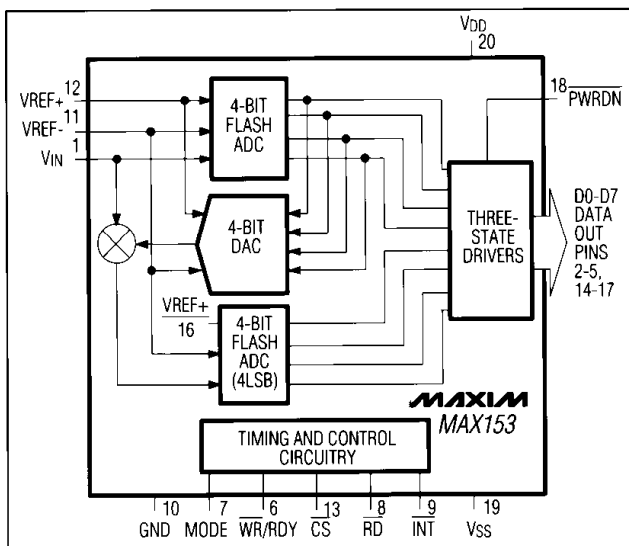 VDD
20
12
VREF+
11
VREF-
1
VIN
4-BIT
FLASH
ADC
18
PWRDN
4-BIT
DAC
THREE-
STATE
DRIVERS
D0-D7
DATA
OUT
PINS
2-5,
14-17
VREF+
16
4-BIT
FLASH
ADC
(4LSB)
MAXIM
MAX153
TIMING AND CONTROL
CIRCUITRY
10 7 6 13 8 9 19
GND MODE WR/RDY CS RD INT VSS